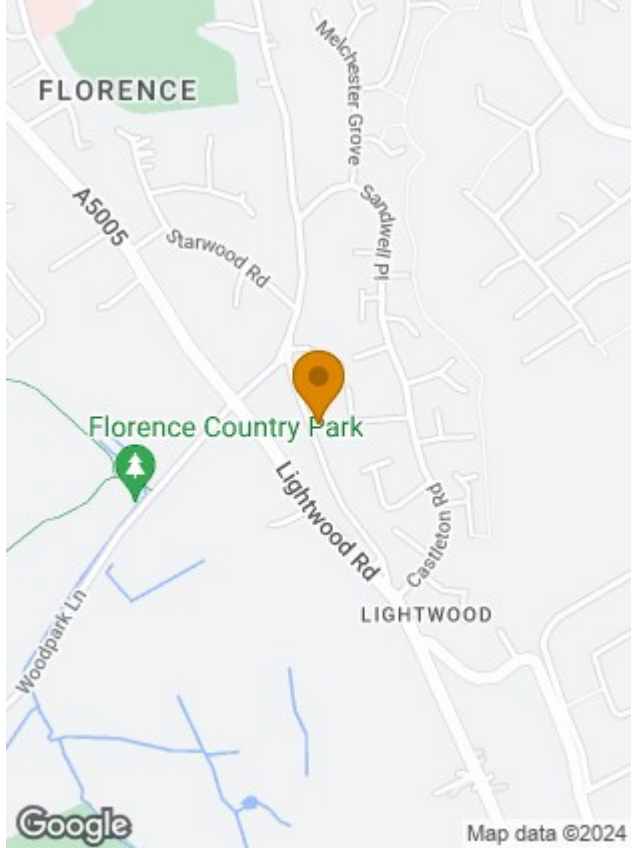 Melchester Grove
FLORENCE
A5005
Sandwell Pl
Starwood Rd
Florence Country Park
Lightwood Rd
Castleton Rd
LIGHTWOOD
Woodpark Ln
Google
Map data ©2024